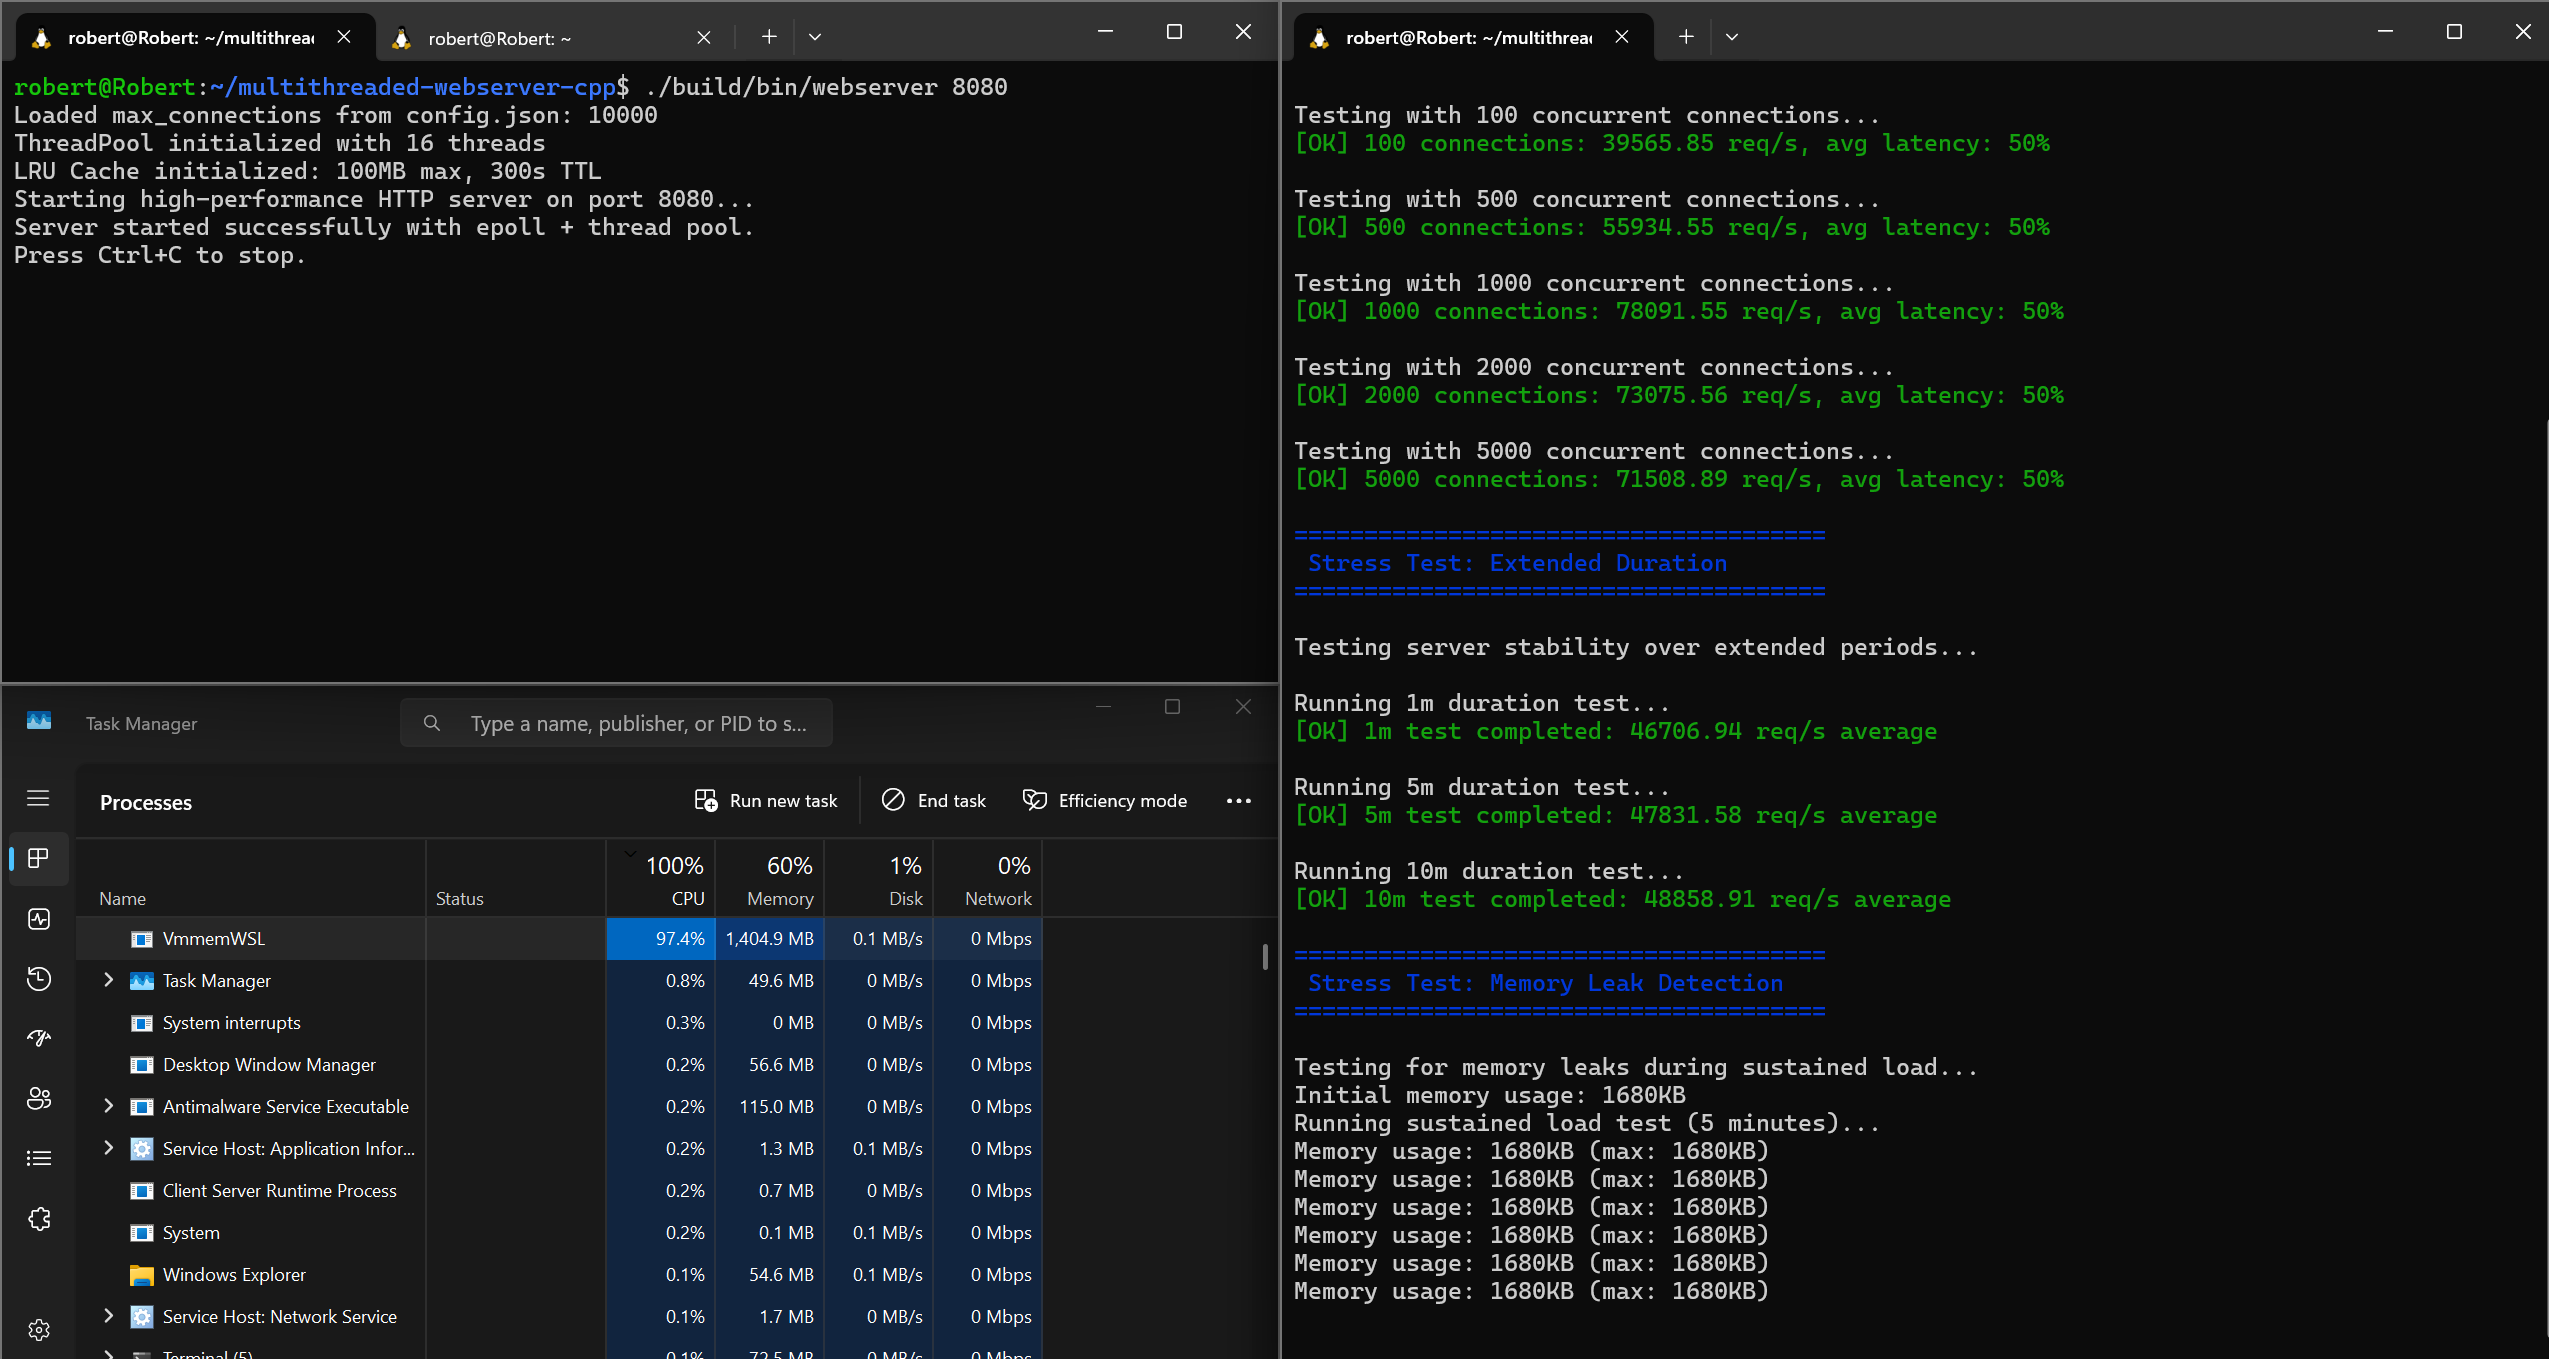 robert@Robert: ~/multithrea
robert@Robert: ~
robert@Robert:~/multithreaded-webserver-cpp$ ./build/bin/webserver 8080
Loaded max_connections from config.json: 10000
ThreadPool initialized with 16 threads
LRU Cache initialized: 100MB max, 300s TTL
Starting high-performance HTTP server on port 8080...
Server started successfully with epoll + thread pool.
Press Ctrl+C to stop.
Task Manager
Type a name, publisher, or PID to s...
Processes
Run new task
End task
Efficiency mode
100% 60% 1% 0%
Name Status CPU Memory Disk Network
VmmemWSL 97.4% 1,404.9 MB 0.1 MB/s 0 Mbps
Task Manager 0.8% 49.6 MB 0 MB/s 0 Mbps
System interrupts 0.3% 0 MB 0 MB/s 0 Mbps
Desktop Window Manager 0.2% 56.6 MB 0 MB/s 0 Mbps
Antimalware Service Executable 0.2% 115.0 MB 0 MB/s 0 Mbps
Service Host: Application Infor... 0.2% 1.3 MB 0.1 MB/s 0 Mbps
Client Server Runtime Process 0.2% 0.7 MB 0 MB/s 0 Mbps
System 0.2% 0.1 MB 0.1 MB/s 0 Mbps
Windows Explorer 0.1% 54.6 MB 0.1 MB/s 0 Mbps
Service Host: Network Service 0.1% 1.7 MB 0 MB/s 0 Mbps
Terminal (5) 0.1% 72.5 MB 0 MB/s 0 Mbps
robert@Robert: ~/multithrea
Testing with 100 concurrent connections...
[OK] 100 connections: 39565.85 req/s, avg latency: 50%
Testing with 500 concurrent connections...
[OK] 500 connections: 55934.55 req/s, avg latency: 50%
Testing with 1000 concurrent connections...
[OK] 1000 connections: 78091.55 req/s, avg latency: 50%
Testing with 2000 concurrent connections...
[OK] 2000 connections: 73075.56 req/s, avg latency: 50%
Testing with 5000 concurrent connections...
[OK] 5000 connections: 71508.89 req/s, avg latency: 50%
======================================
Stress Test: Extended Duration
======================================
Testing server stability over extended periods...
Running 1m duration test...
[OK] 1m test completed: 46706.94 req/s average
Running 5m duration test...
[OK] 5m test completed: 47831.58 req/s average
Running 10m duration test...
[OK] 10m test completed: 48858.91 req/s average
======================================
Stress Test: Memory Leak Detection
======================================
Testing for memory leaks during sustained load...
Initial memory usage: 1680KB
Running sustained load test (5 minutes)...
Memory usage: 1680KB (max: 1680KB)
Memory usage: 1680KB (max: 1680KB)
Memory usage: 1680KB (max: 1680KB)
Memory usage: 1680KB (max: 1680KB)
Memory usage: 1680KB (max: 1680KB)
Memory usage: 1680KB (max: 1680KB)